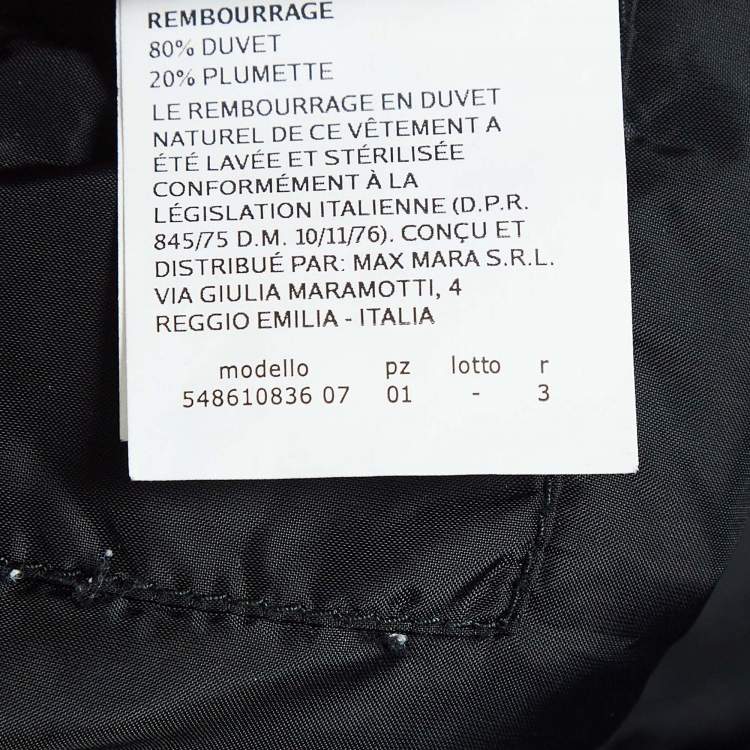 REMBOURRAGE
80% DUVET
20% PLUMETTE
LE REMBOURRAGE EN DUVET
NATUREL DE CE VÊTEMENT A
ÉTÉ LAVÉE ET STÉRILISÉE
CONFORMÉMENT À LA
LÉGISLATION ITALIENNE (D.P.R.
845/75 D.M. 10/11/76). CONÇU ET
DISTRIBUÉ PAR: MAX MARA S.R.L.
VIA GIULIA MARAMOTTI, 4
REGGIO EMILIA - ITALIA
modello pz lotto r
548610836 07 01 - 3